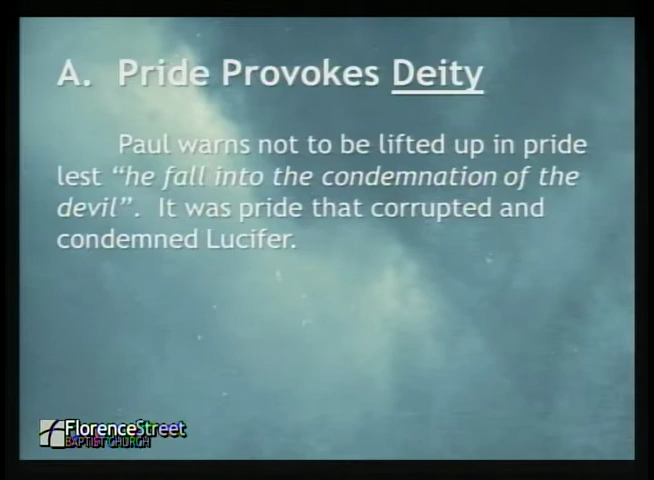 A. Pride Provokes Deity
Paul warns not to be lifted up in pride
lest “he fall into the condemnation of the
devil”. It was pride that corrupted and
condemned Lucifer.
FlorenceStreet
BAPTIST CHURCH